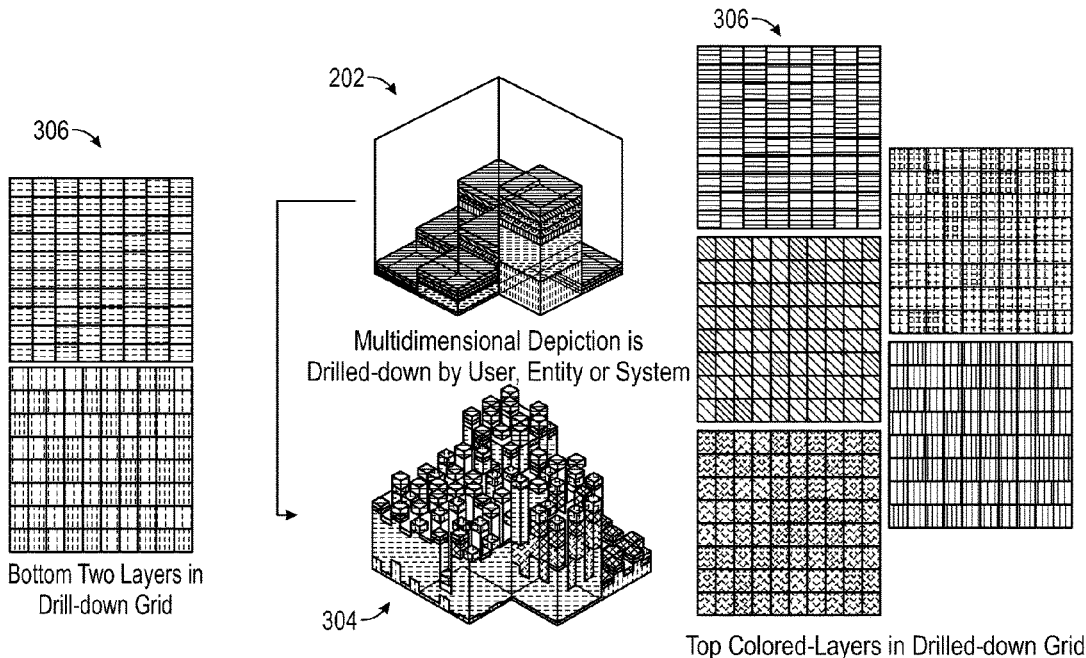 306
202
306
Multidimensional Depiction is
Drilled-down by User, Entity or System
Bottom Two Layers in
Drill-down Grid
304
Top Colored-Layers in Drilled-down Grid